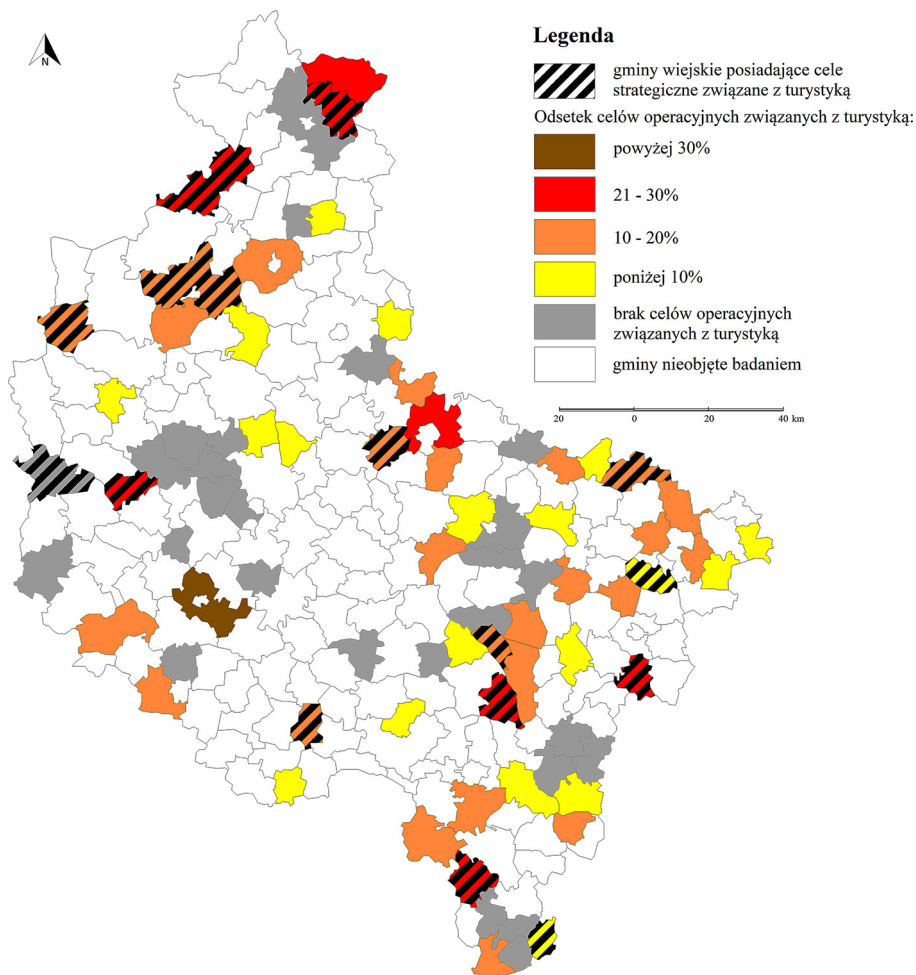 N
Legenda
gminy wiejskie posiadające cele
strategiczne związane z turystyką
Odsetek celów operacyjnych związanych z turystyką:
powyżej 30%
21 - 30%
10 - 20%
poniżej 10%
brak celów operacyjnych
związanych z turystyką
gminy nieobjęte badaniem
20 0 20 40 km